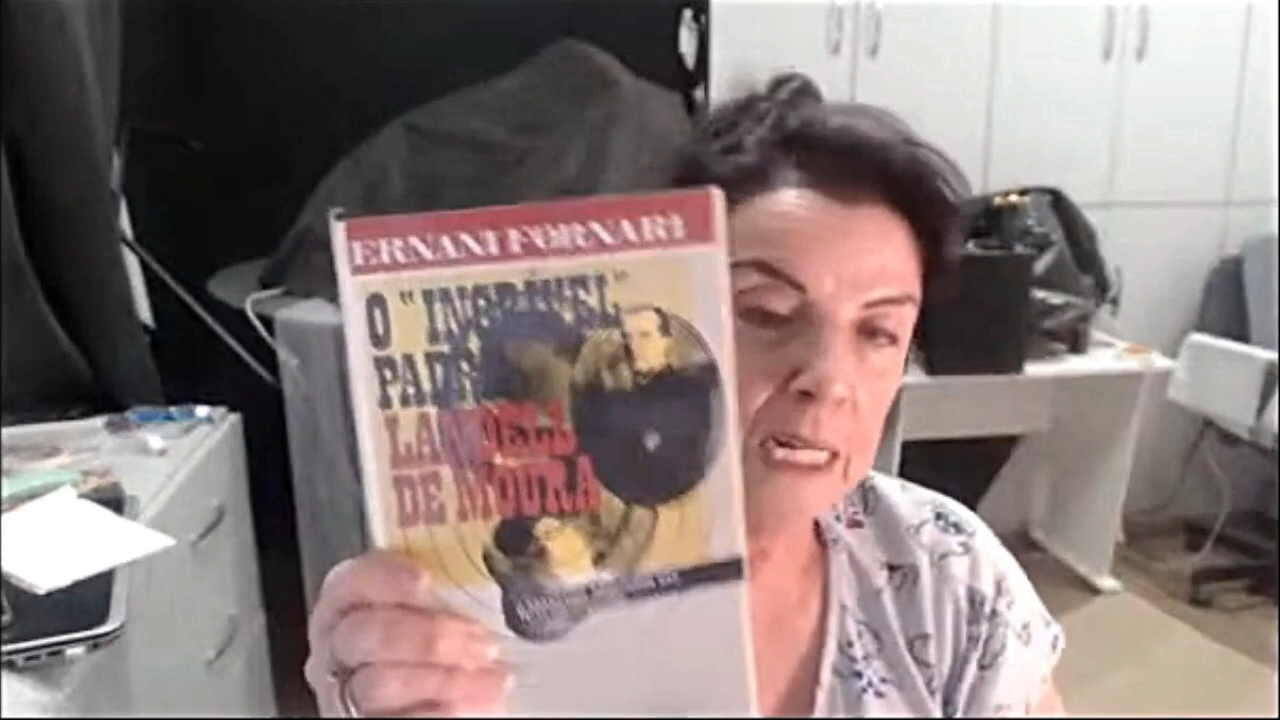 ERNANI FORNARI
O "INCRÍVEL"
PADRE
LANDELL
DE MOURA